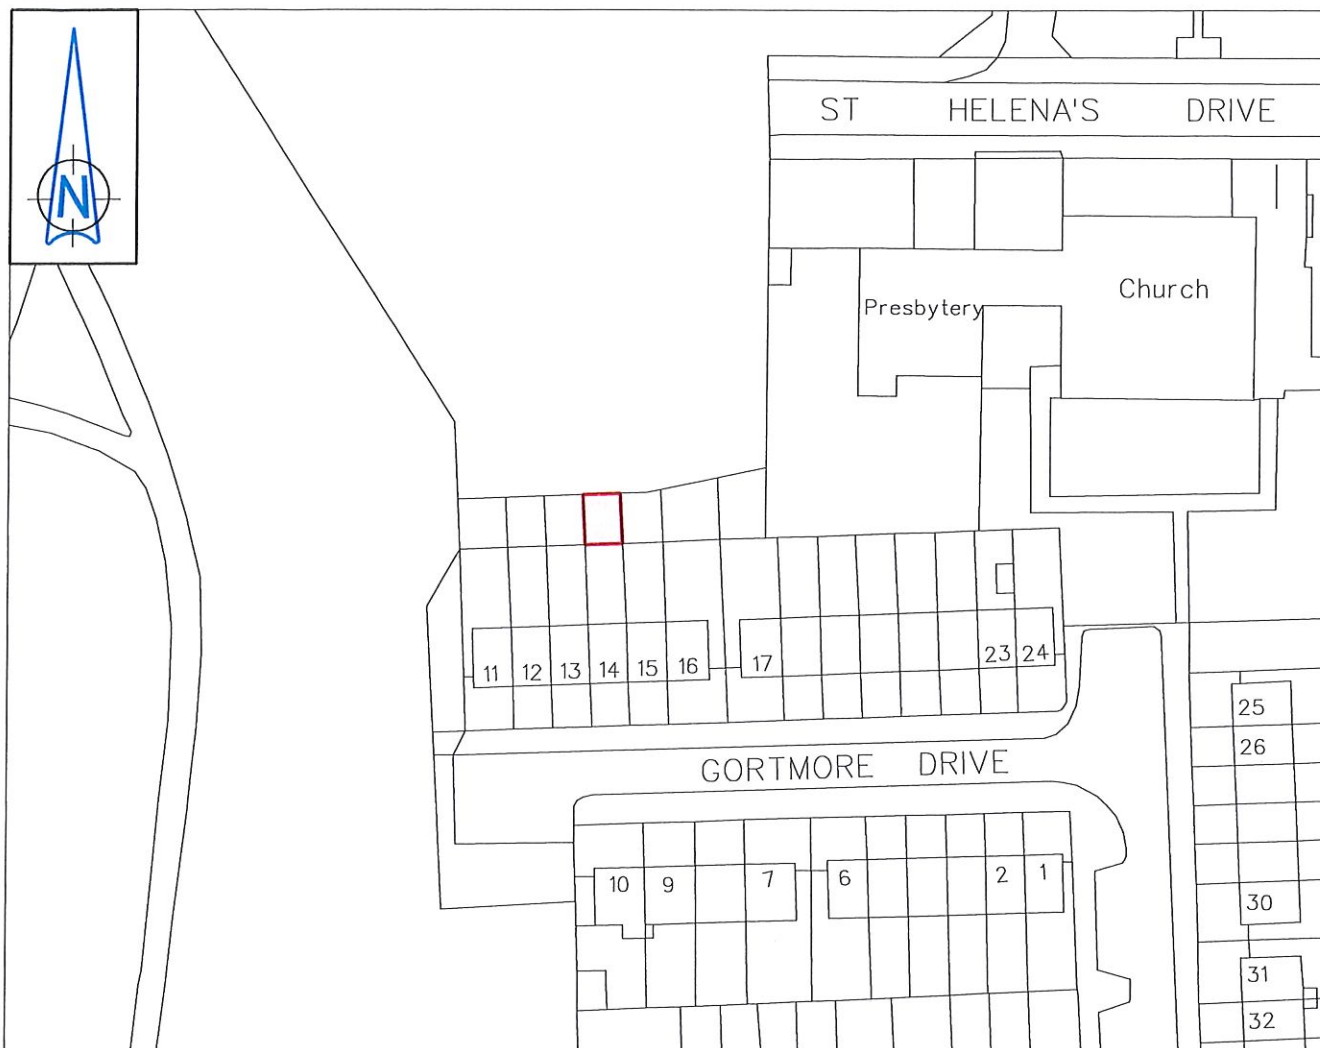 N
ST HELENA'S DRIVE
Church
Presbytery
11 12 13 14 15 16 17 23 24
25
26
GORTMORE DRIVE
10 9 7 6 2 1
30
31
32